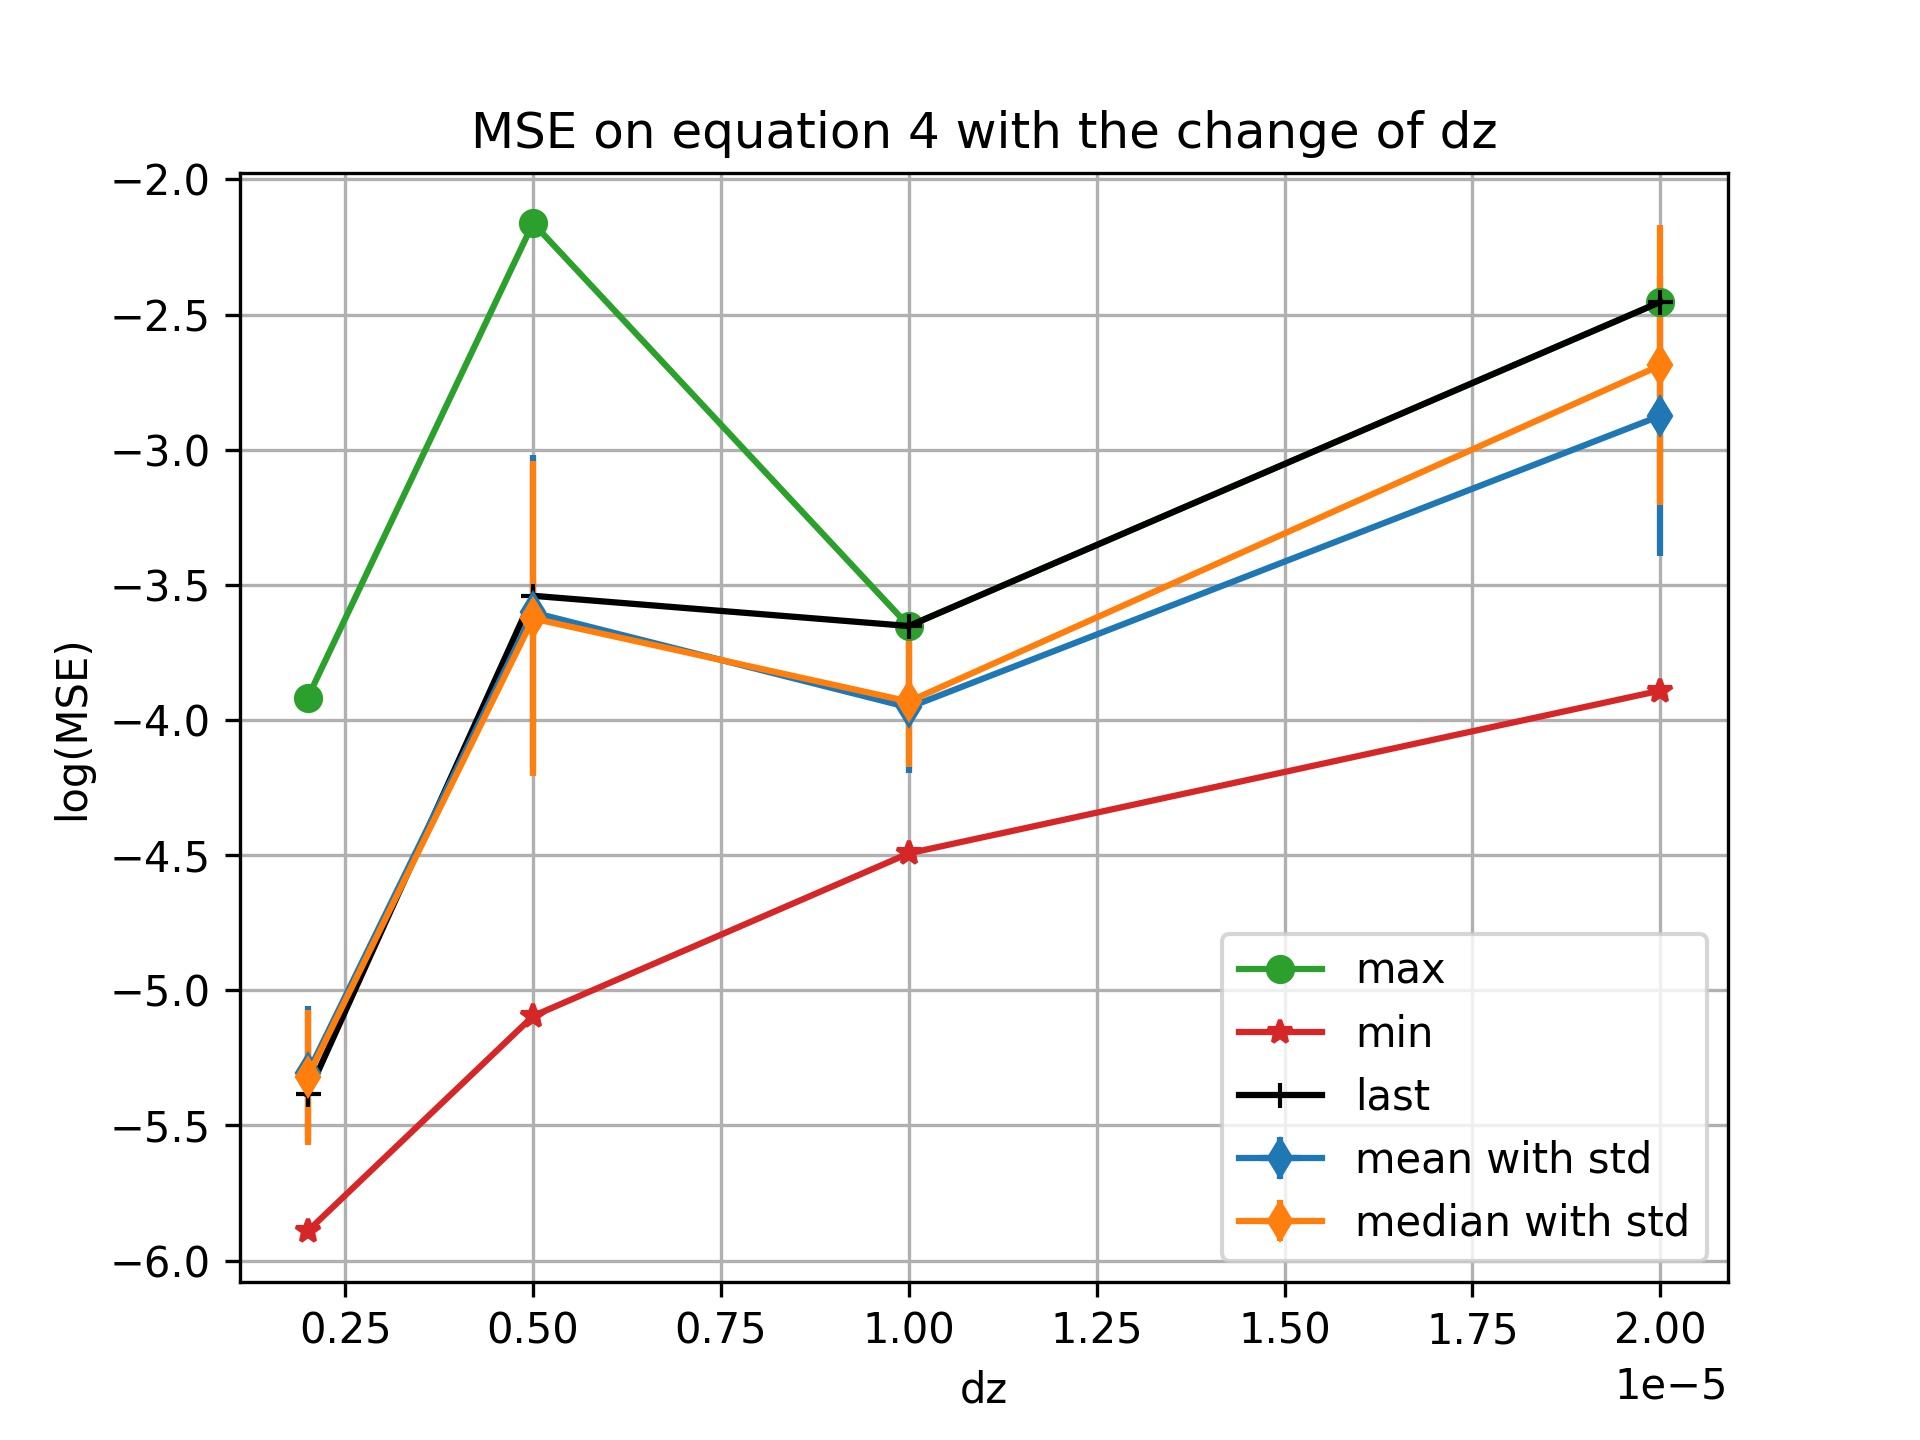 MSE on equation 4 with the change of dz
−2.0
−2.5
−3.0
−3.5
−4.0
−4.5
−5.0
−5.5
−6.0
log(MSE)
max
min
last
mean with std
median with std
0.25 0.50 0.75 1.00 1.25 1.50 1.75 2.00
1e−5
dz